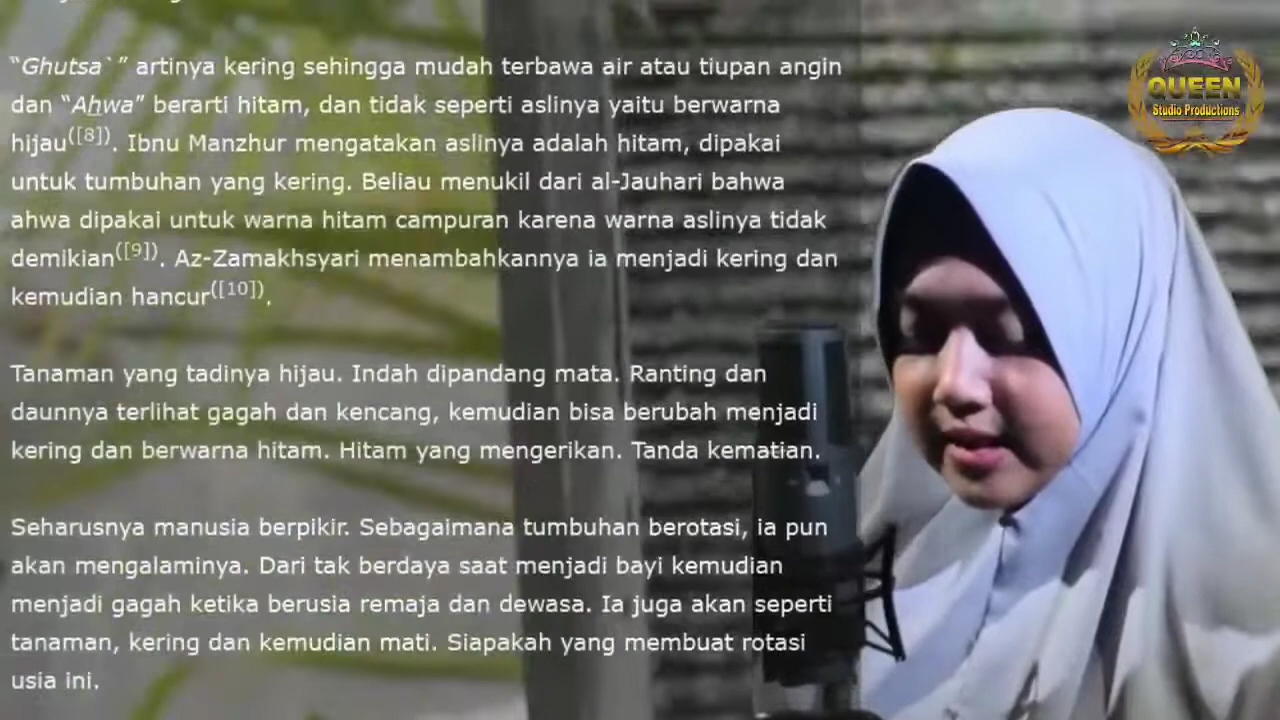 “Ghutsa`” artinya kering sehingga mudah terbawa air atau tiupan angin
dan “Ahwa” berarti hitam, dan tidak seperti aslinya yaitu berwarna
hijau([8]). Ibnu Manzhur mengatakan aslinya adalah hitam, dipakai
untuk tumbuhan yang kering. Beliau menukil dari al-Jauhari bahwa
ahwa dipakai untuk warna hitam campuran karena warna aslinya tidak
demikian([9]). Az-Zamakhsyari menambahkannya ia menjadi kering dan
kemudian hancur([10]).
Tanaman yang tadinya hijau. Indah dipandang mata. Ranting dan
daunnya terlihat gagah dan kencang, kemudian bisa berubah menjadi
kering dan berwarna hitam. Hitam yang mengerikan. Tanda kematian.
Seharusnya manusia berpikir. Sebagaimana tumbuhan berotasi, ia pun
akan mengalaminya. Dari tak berdaya saat menjadi bayi kemudian
menjadi gagah ketika berusia remaja dan dewasa. Ia juga akan seperti
tanaman, kering dan kemudian mati. Siapakah yang membuat rotasi
usia ini.
QUEEN
Studio Productions